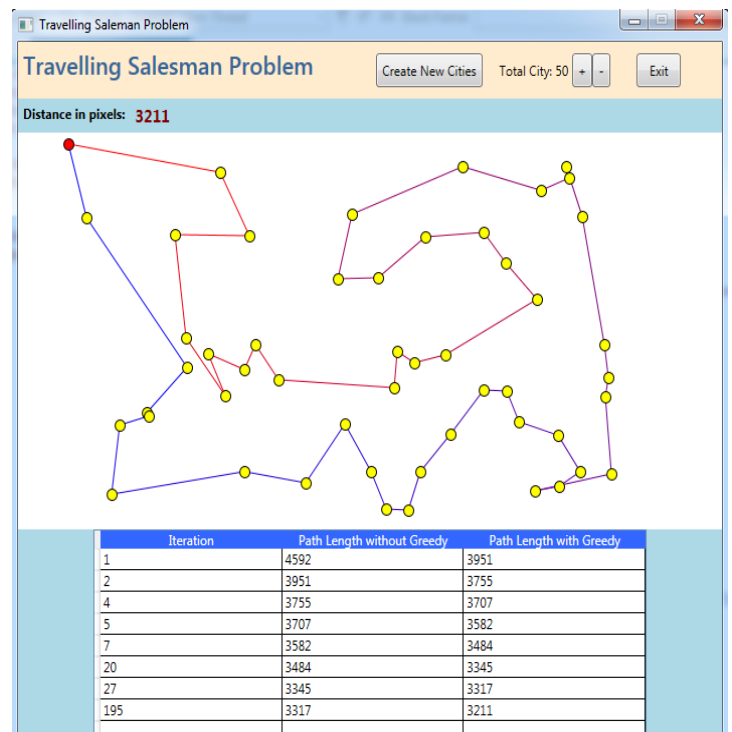 Travelling Saleman Problem
Travelling Salesman Problem
Create New Cities
Total City: 50 + -
Exit
Distance in pixels: 3211
Iteration Path Length without Greedy Path Length with Greedy
1 4592 3951
2 3951 3755
4 3755 3707
5 3707 3582
7 3582 3484
20 3484 3345
27 3345 3317
195 3317 3211